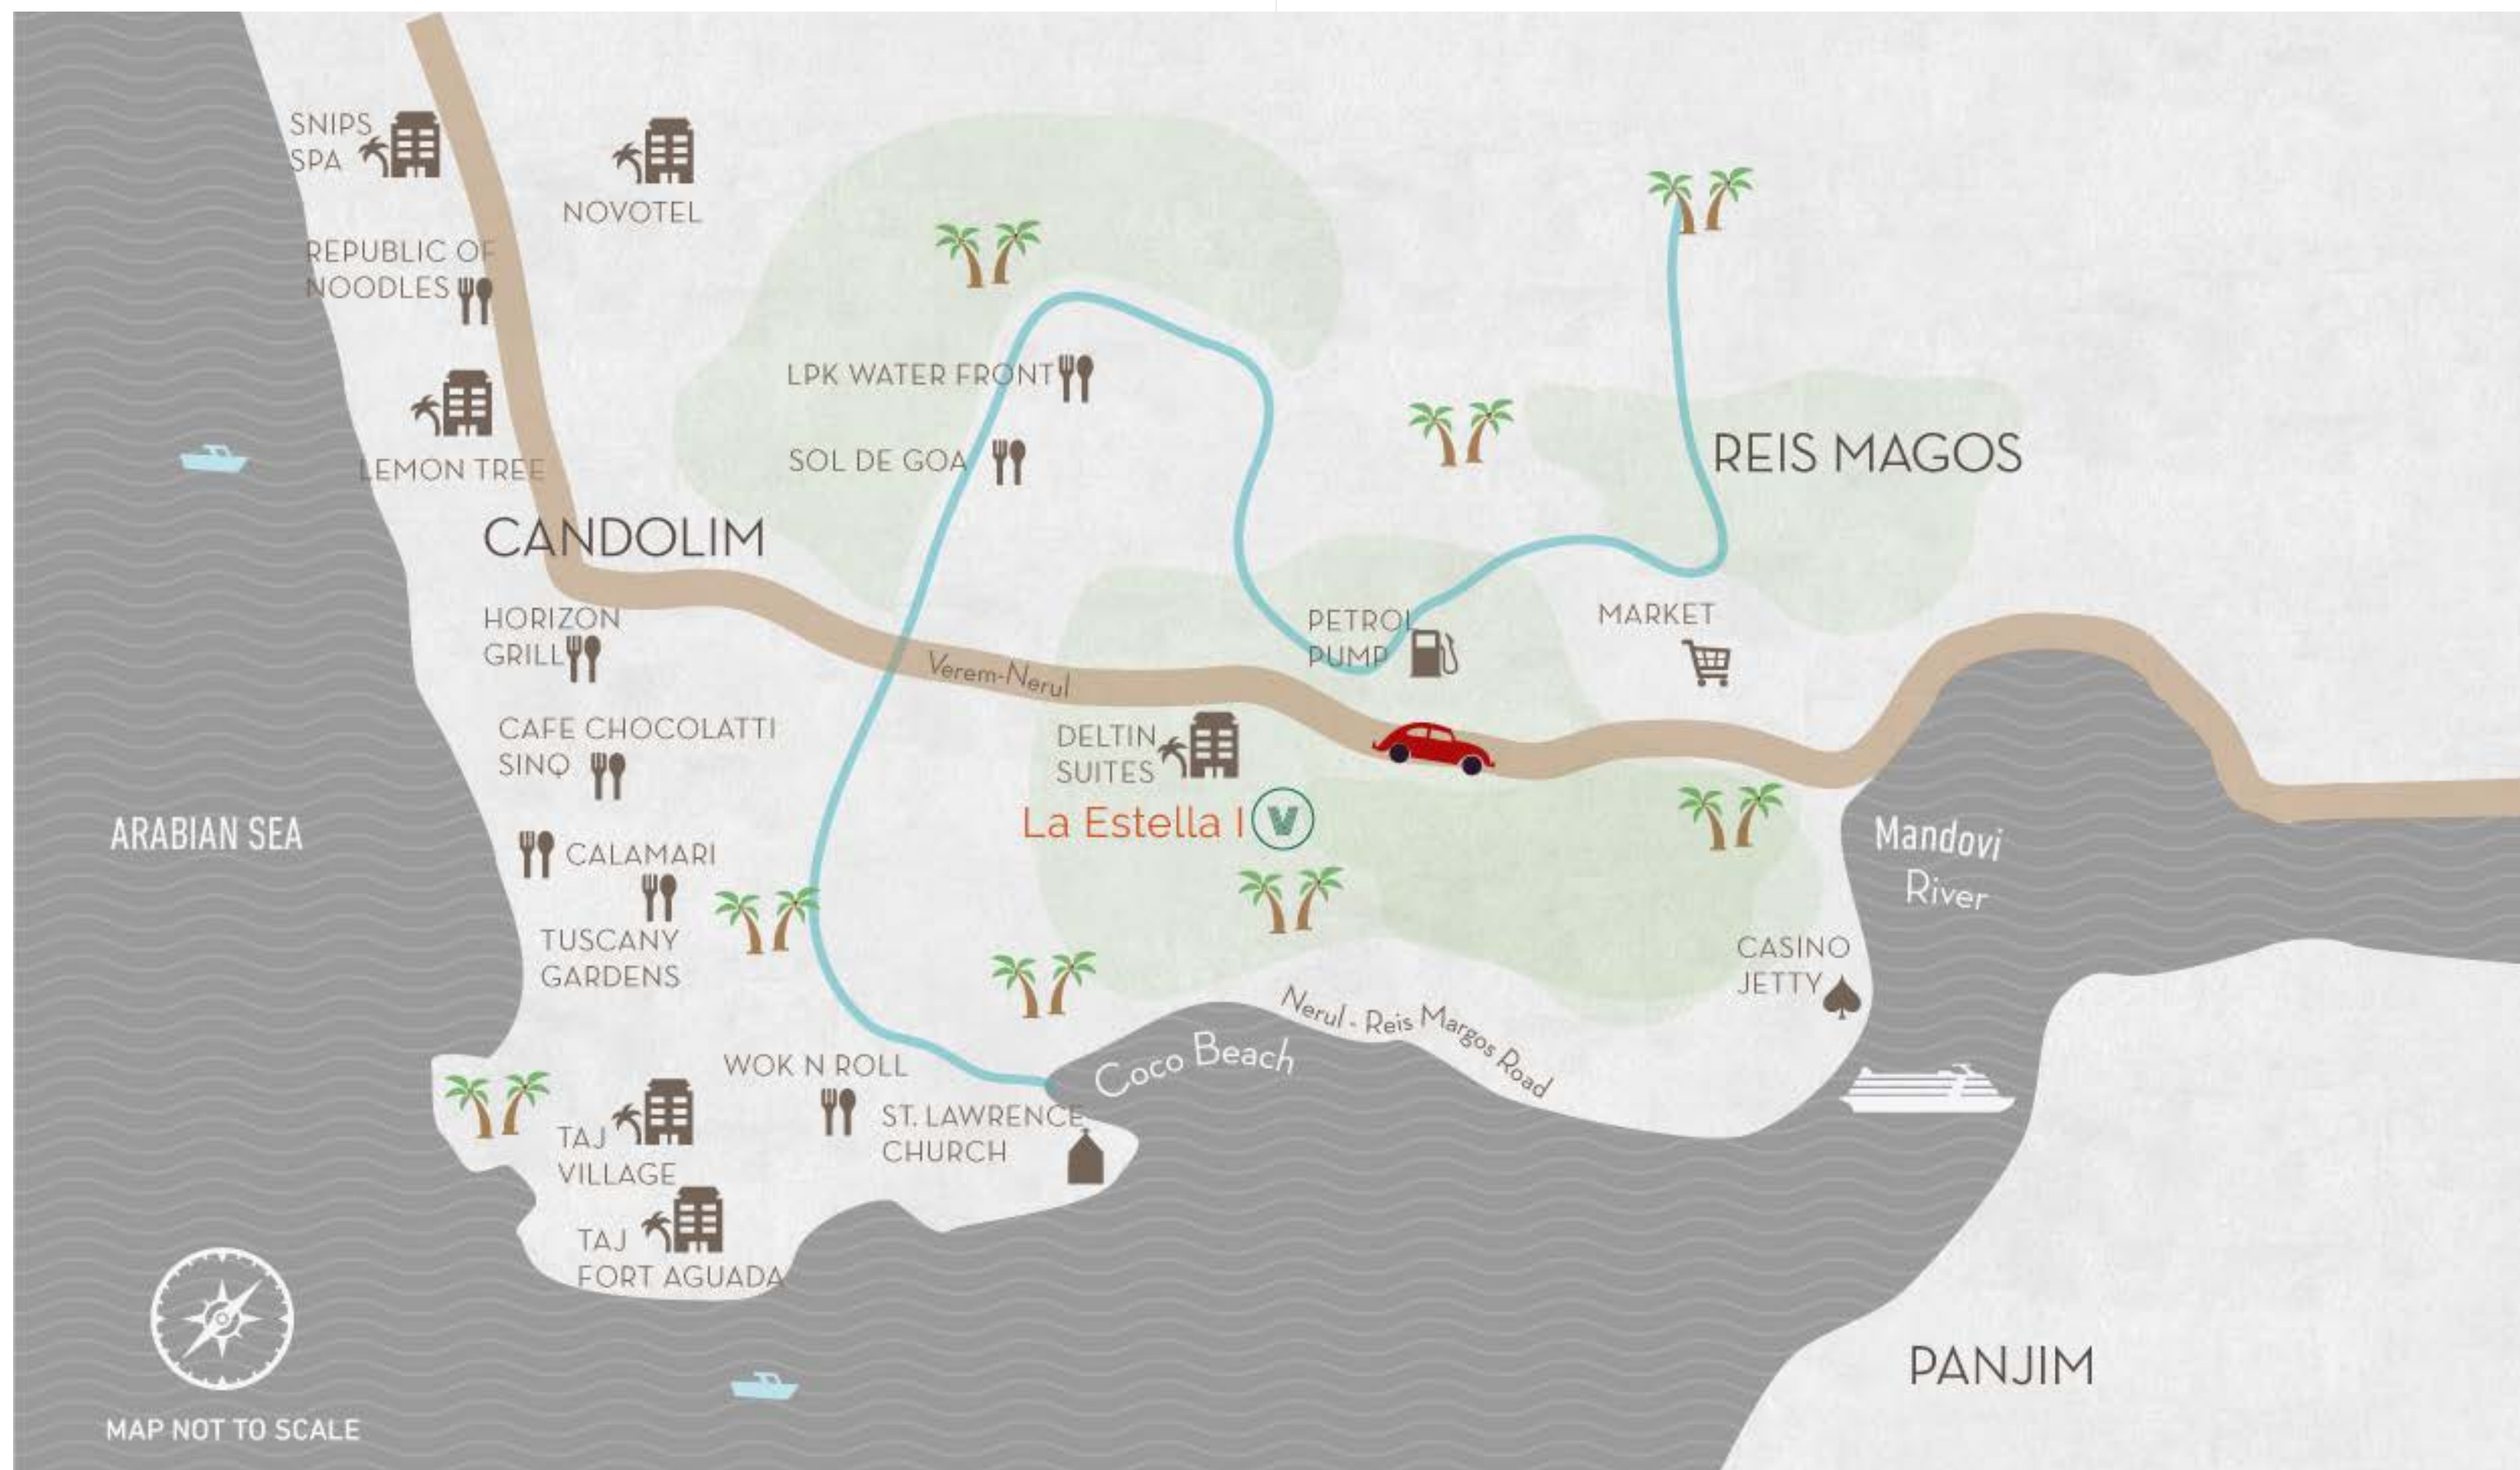 SNIPS
SPA
NOVOTEL
REPUBLIC OF
NOODLES
LPK WATER FRONT
LEMON TREE
SOL DE GOA
REIS MAGOS
CANDOLIM
HORIZON
GRILL
PETROL
PUMP
MARKET
Verem-Nerul
CAFE CHOCOLATTI
SINQ
DELTIN
SUITES
La Estella I V
ARABIAN SEA
CALAMARI
Mandovi
River
TUSCANY
GARDENS
CASINO
JETTY
Nerul - Reis Margos Road
Coco Beach
WOK N ROLL
ST. LAWRENCE
CHURCH
TAJ
VILLAGE
TAJ
FORT AGUADA
PANJIM
MAP NOT TO SCALE